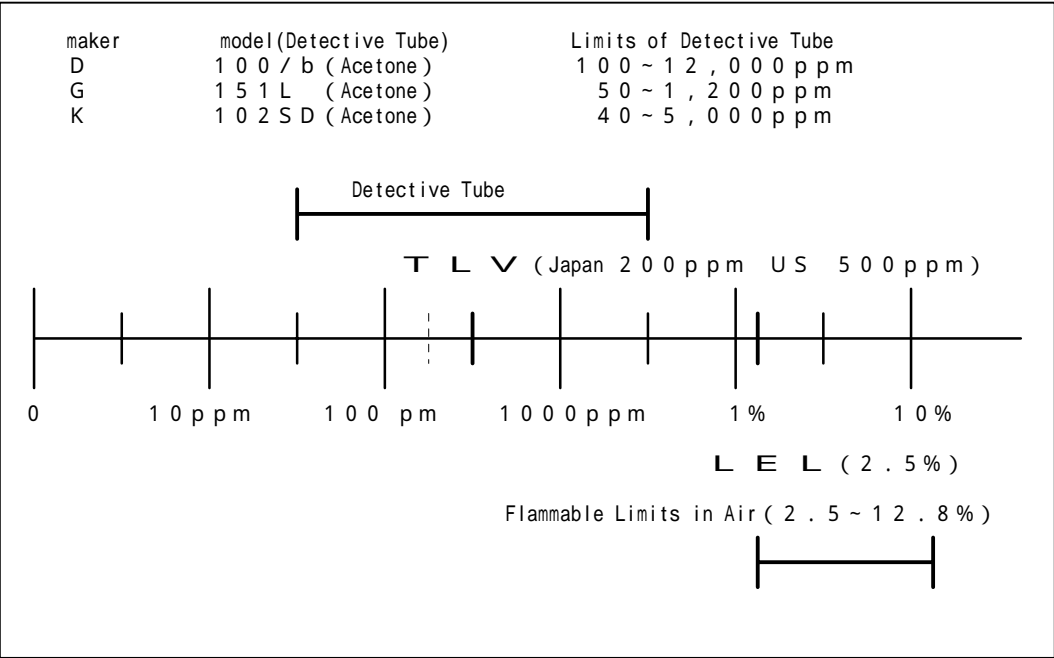 maker model(Detective Tube) Limits of Detective Tube
D 100/b(Acetone) 100~12,000ppm
G 151L (Acetone) 50~1,200ppm
K 102SD(Acetone) 40~5,000ppm
Detective Tube
TLV(Japan 200ppm US 500ppm)
0 10ppm 100 pm 1000ppm 1% 10%
LEL(2.5%)
Flammable Limits in Air(2.5~12.8%)